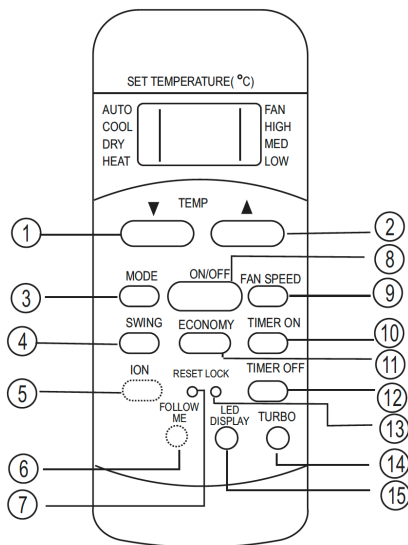 SET TEMPERATURE(°C)
AUTO
COOL
DRY
HEAT
FAN
HIGH
MED
LOW
▼ TEMP ▲
1
2
8
MODE ON/OFF FAN SPEED
3
9
SWING ECONOMY TIMER ON
4
10
11
ION RESET LOCK TIMER OFF
5
12
13
FOLLOW
ME
LED
DISPLAY
TURBO
6
14
7
15